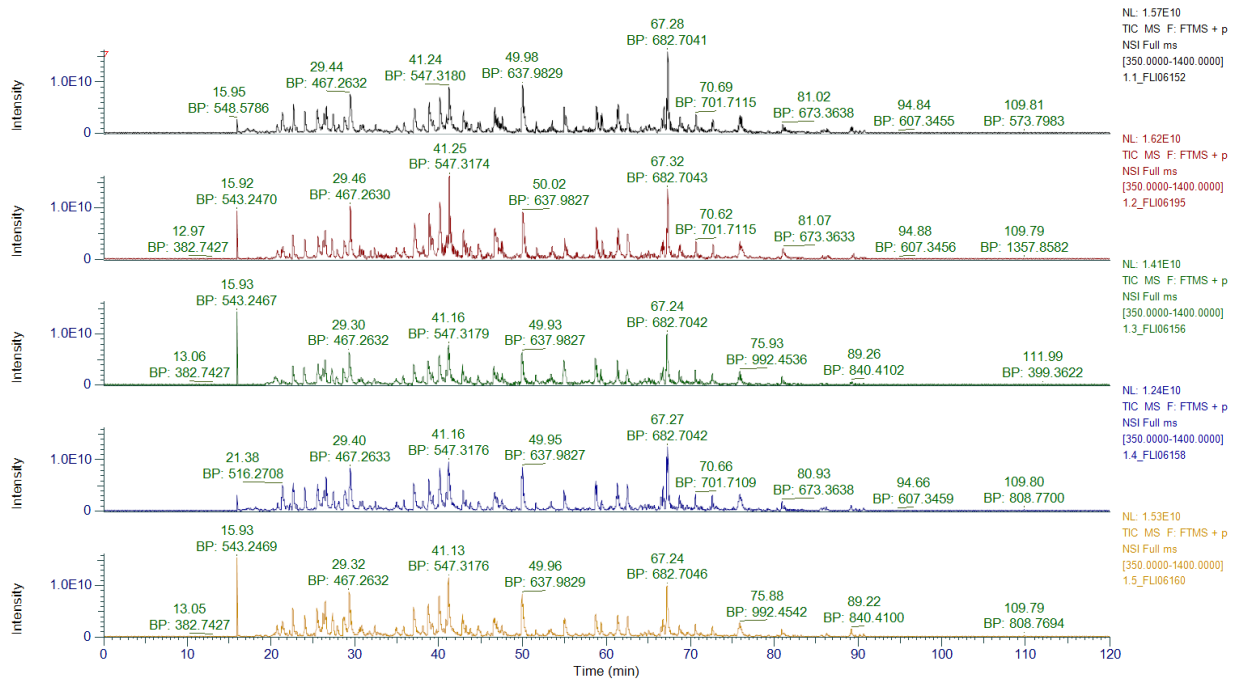 NL: 1.57E10
TIC MS F: FTMS + p
NSI Full ms
[350.0000-1400.0000]
1.1_FLI06152
Intensity
1.0E10
0
15.95
BP: 548.5786
29.44
BP: 467.2632
41.24
BP: 547.3180
49.98
BP: 637.9829
67.28
BP: 682.7041
70.69
BP: 701.7115
81.02
BP: 673.3638
94.84
BP: 607.3455
109.81
BP: 573.7983
NL: 1.62E10
TIC MS F: FTMS + p
NSI Full ms
[350.0000-1400.0000]
1.2_FLI06195
Intensity
1.0E10
0
12.97
BP: 382.7427
15.92
BP: 543.2470
29.46
BP: 467.2630
41.25
BP: 547.3174
50.02
BP: 637.9827
67.32
BP: 682.7043
70.62
BP: 701.7115
81.07
BP: 673.3633
94.88
BP: 607.3456
109.79
BP: 1357.8582
NL: 1.41E10
TIC MS F: FTMS + p
NSI Full ms
[350.0000-1400.0000]
1.3_FLI06156
Intensity
1.0E10
0
13.06
BP: 382.7427
15.93
BP: 543.2467
29.30
BP: 467.2632
41.16
BP: 547.3179
49.93
BP: 637.9827
67.24
BP: 682.7042
75.93
BP: 992.4536
89.26
BP: 840.4102
111.99
BP: 399.3622
NL: 1.24E10
TIC MS F: FTMS + p
NSI Full ms
[350.0000-1400.0000]
1.4_FLI06158
Intensity
1.0E10
0
21.38
BP: 516.2708
29.40
BP: 467.2633
41.16
BP: 547.3176
49.95
BP: 637.9827
67.27
BP: 682.7042
70.66
BP: 701.7109
80.93
BP: 673.3638
94.66
BP: 607.3459
109.80
BP: 808.7700
NL: 1.53E10
TIC MS F: FTMS + p
NSI Full ms
[350.0000-1400.0000]
1.5_FLI06160
Intensity
1.0E10
0
13.05
BP: 382.7427
15.93
BP: 543.2469
29.32
BP: 467.2632
41.13
BP: 547.3176
49.96
BP: 637.9829
67.24
BP: 682.7046
75.88
BP: 992.4542
89.22
BP: 840.4100
109.79
BP: 808.7694
0 10 20 30 40 50 60 70 80 90 100 110 120
Time (min)